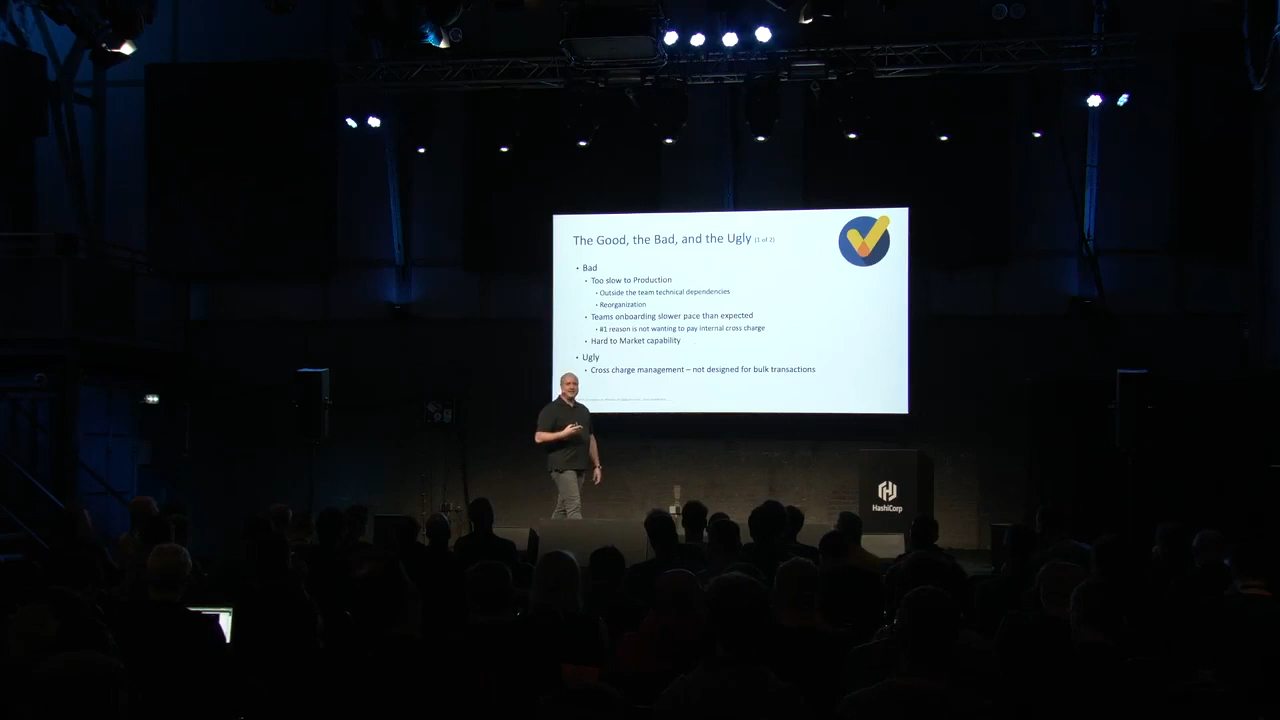 The Good, the Bad, and the Ugly (1 of 2)
• Bad
• Too slow to Production
• Outside the team technical dependencies
• Reorganization
• Teams onboarding slower pace than expected
• #1 reason is not wanting to pay internal cross charge
• Hard to Market capability
• Ugly
• Cross charge management – not designed for bulk transactions
HashiCorp